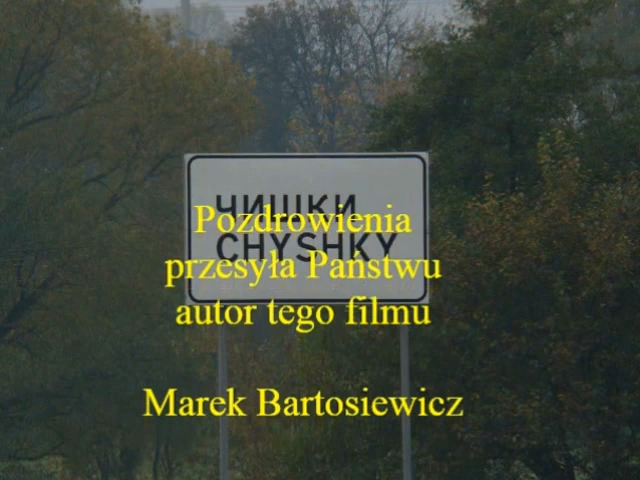 ЧИШКИ
CHYSHKY
Pozdrowienia
przesyła Państwu
autor tego filmu
Marek Bartosiewicz